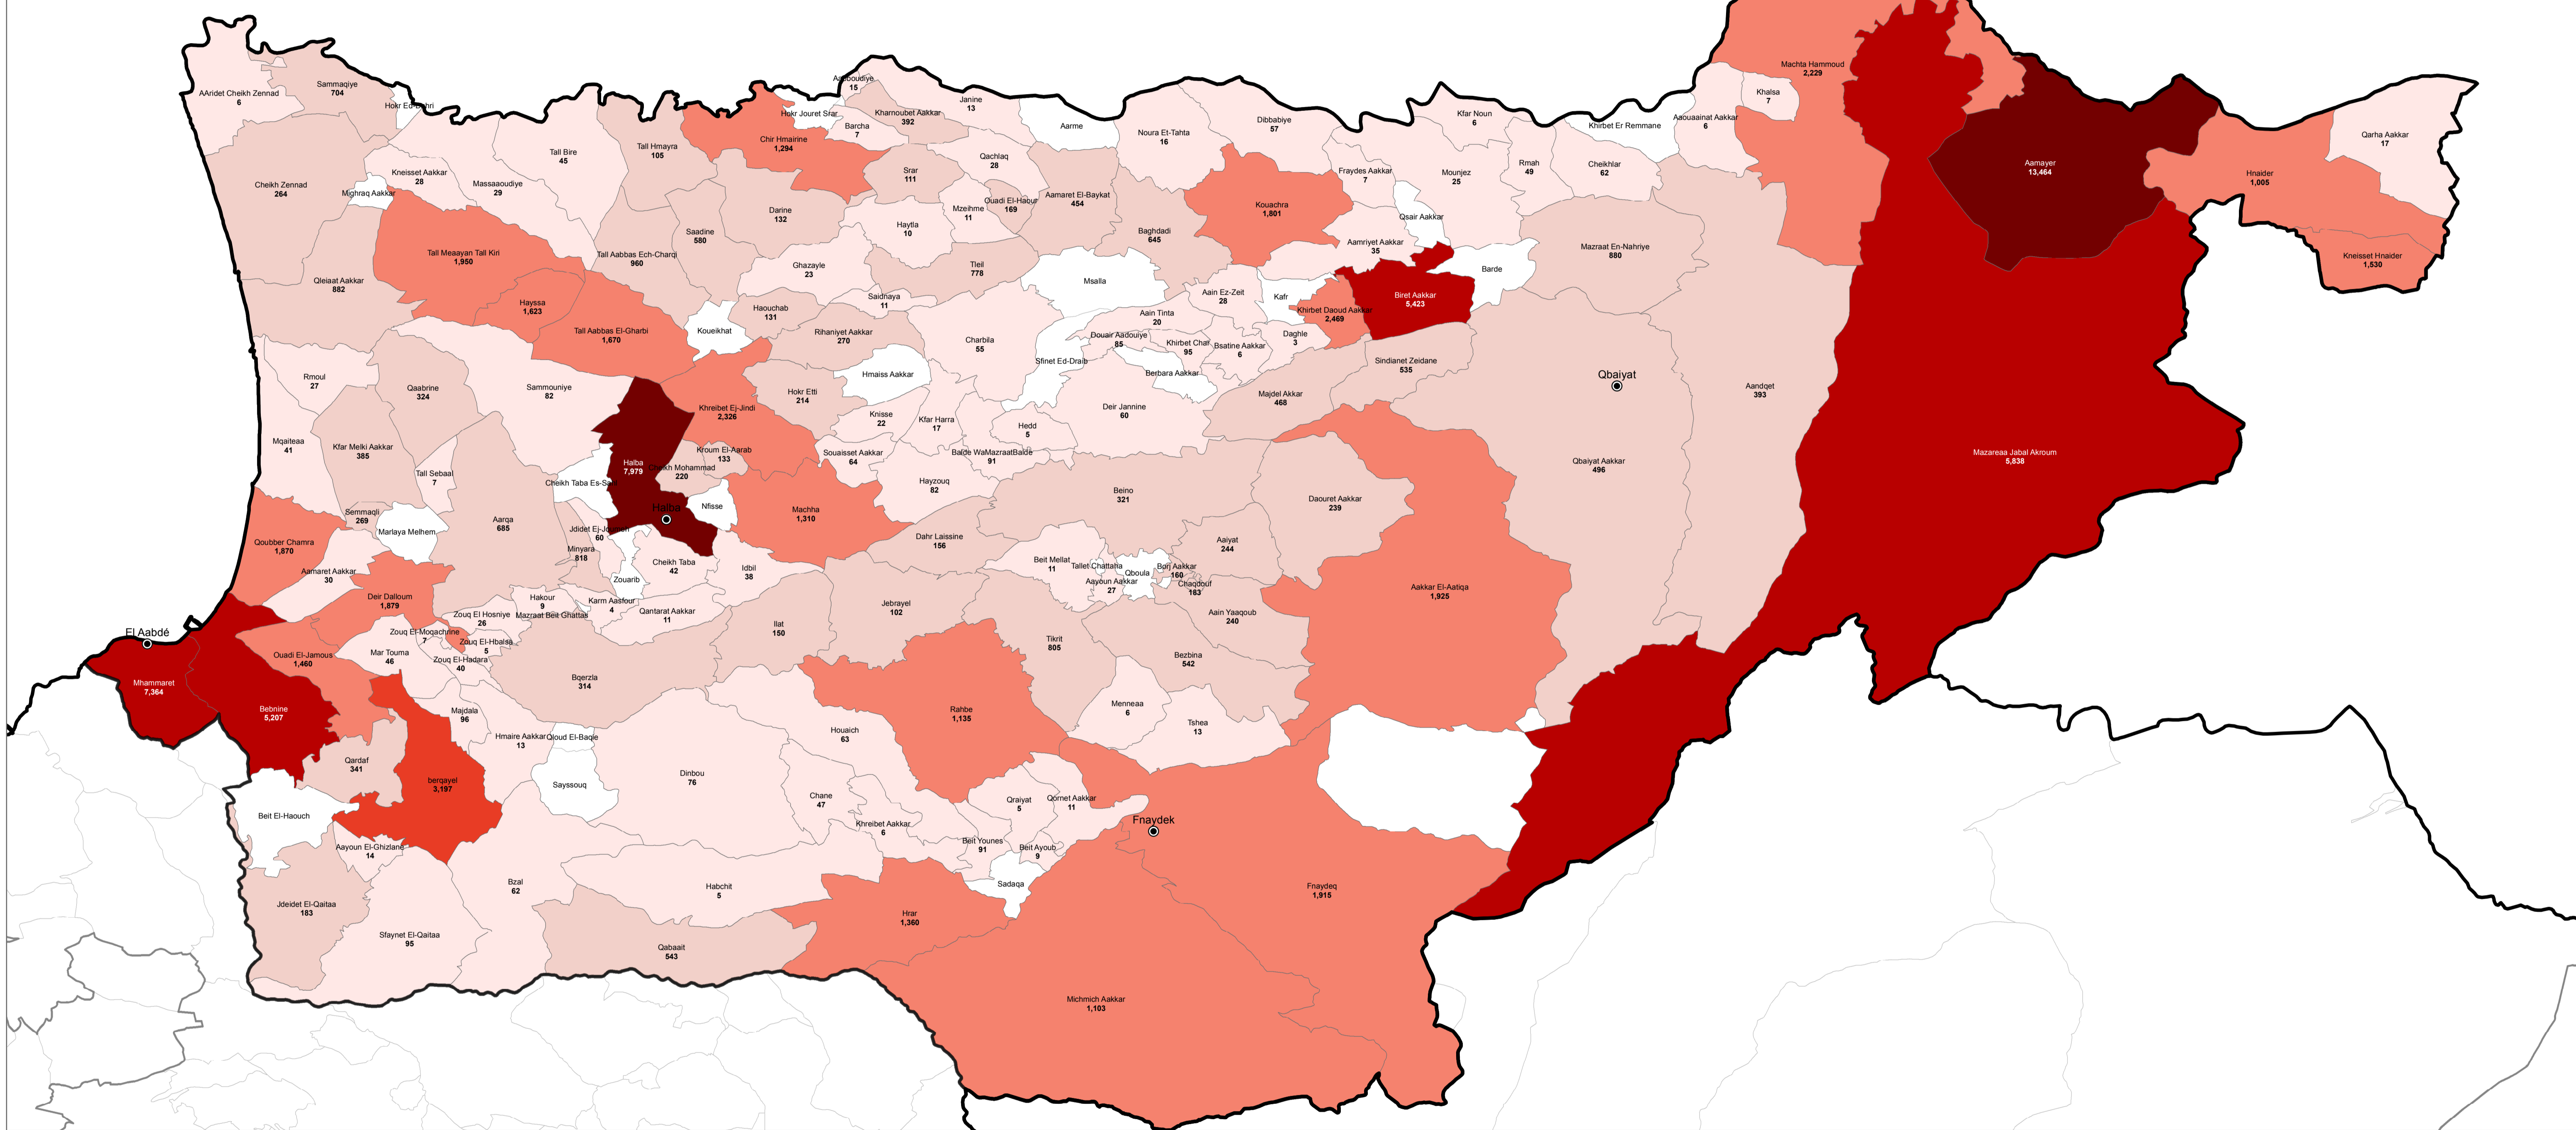 AAridet Cheikh Zennad
6
Sammaqiye
704
Cheikh Zennad
264
Mighraq Aakkar
Kneisset Aakkar
28
Massaaoudiye
29
Tall Bire
45
Tall Hmayra
105
Chir Hmairine
1,294
Hokr Jouret Srar
15
Barcha
7
Kharnoubet Aakkar
392
Janine
13
Aarme
Noura Et-Tahta
16
Dibbabiye
57
Kfar Noun
6
Khirbet Er Remmane
Aaouaainat Aakkar
6
Machta Hammoud
2,229
Khalsa
7
Aamayer
13,464
Hnaider
1,005
Qarha Aakkar
17
Kneisset Hnaider
1,530
Tall Meaayan Tall Kiri
1,950
Qleiaat Aakkar
882
Hayssa
1,623
Tall Aabbas El-Gharbi
1,670
Tall Aabbas Ech-Charqi
960
Saadine
580
Darine
132
Srar
111
Haytla
10
Mzeihme
11
Qachlaq
28
Ouadi El-Haour
169
Aamaret El-Baykat
454
Baghdadi
645
Kouachra
1,801
Fraydes Aakkar
7
Mounjez
25
Rmah
49
Cheikhlar
62
Qsair Aakkar
Aamriyet Aakkar
35
Mazraat En-Nahriye
880
Barde
Biret Aakkar
5,423
Khirbet Daoud Aakkar
2,469
Kafr
Aain Ez-Zeit
28
Msalla
Tleil
778
Ghazayle
23
Saidnaya
11
Haouchab
131
Koueikhat
Rihaniyet Aakkar
270
Charbila
55
Aain Tinta
20
Douair Aadouiye
85
Khirbet Char
95
Bsatine Aakkar
6
Daghle
3
Sfinet Ed-Draib
Berbara Aakkar
Sindianet Zeidane
535
Majdel Akkar
468
Qbaiyat
Aandqet
393
Qbaiyat Aakkar
496
Mazareaa Jabal Akroum
5,838
Rmoul
27
Qaabrine
324
Sammouniye
82
Khreibet Ej-Jindi
2,326
Hokr Etti
214
Hmaiss Aakkar
Knisse
22
Kfar Harra
17
Hedd
5
Deir Jannine
60
Mqaiteaa
41
Kfar Melki Aakkar
385
Tall Sebaal
7
Halba
7,979
Kroum El-Aarab
133
Cheikh Mohammad
220
Souaisset Aakkar
64
Balde WaMazraatBalde
91
Hayzouq
82
Beino
321
Daouret Aakkar
239
Nfisse
Machha
1,310
Semmaqli
269
Marlaya Melhem
Aarqa
685
60
Halba
Minyara
818
Cheikh Taba
42
Idbil
38
Dahr Laissine
156
Aaiyat
244
Qoubber Chamra
1,870
Aamaret Aakkar
30
Deir Dalloum
1,879
Zouarib
Beit Mellat
11
Tallet Chattaha
Aayoun Aakkar
27
Qboula
Borj Aakkar
160
Chaqdouf
183
Aakkar El-Aatiqa
1,925
Zouq El Hosniye
26
Hakour
9
Mazraat Beit Ghattas
Karm Aasfour
4
Qantarat Aakkar
11
Ilat
150
Jebrayel
102
Tikrit
805
Aain Yaaqoub
240
El Aabdé
Ouadi El-Jamous
1,460
Mar Touma
46
Zouq El-Moqachrine
7
Zouq El-Hbalsa
5
Zouq El-Hadara
40
Bqerzla
314
Bezbina
542
Mhammaret
7,364
Bebnine
5,207
Majdala
96
Hmaire Aakkar
13
Qloud El-Baqie
Houaich
63
Rahbe
1,135
Menneaa
6
Tshea
13
Qardaf
341
berqayel
3,197
Sayssouq
Dinbou
76
Chane
47
Qraiyat
5
Qornet Aakkar
11
Beit El-Haouch
Khreibet Aakkar
6
Fnaydek
Aayoun El-Ghizlane
14
Beit Younes
91
Beit Ayoub
9
Sadaqa
Bzal
62
Habchit
5
Fnaydeq
1,915
Jdeidet El-Qaitaa
183
Sfaynet El-Qaitaa
95
Qabaait
543
Hrar
1,360
Michmich Aakkar
1,103